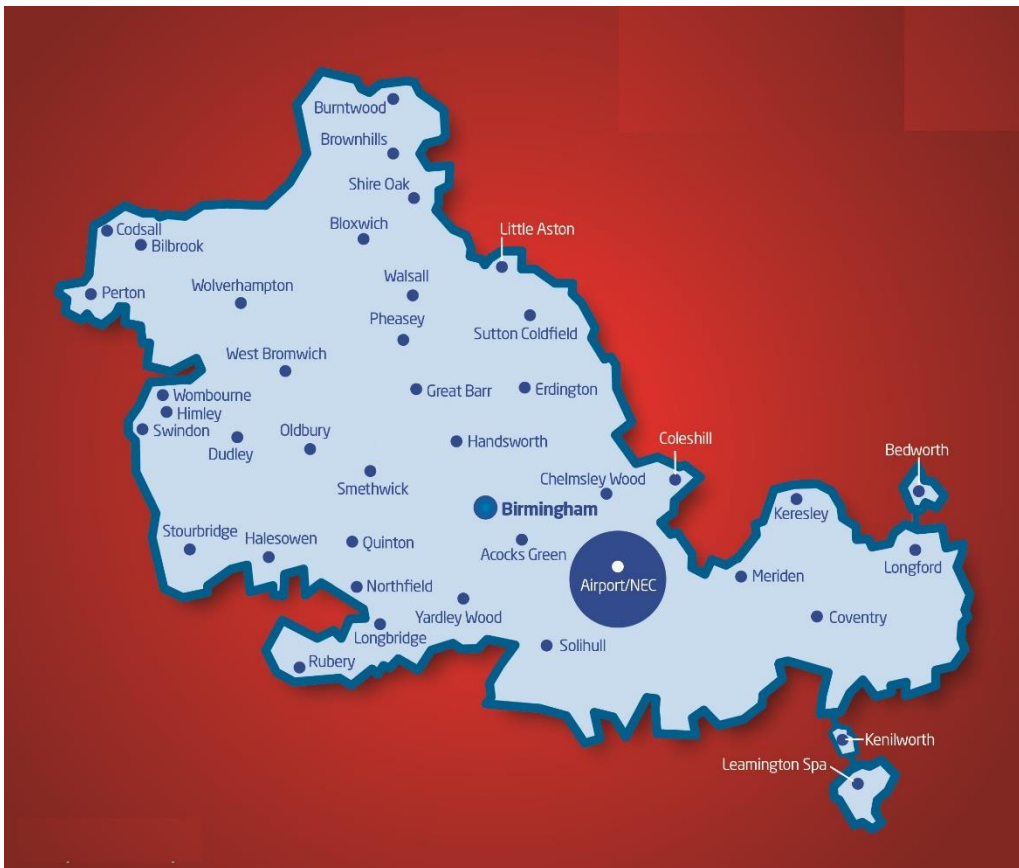 Burntwood
Brownhills
Shire Oak
Bloxwich
Little Aston
Codsall
Bilbrook
Walsall
Wolverhampton
Perton
Pheasey
Sutton Coldfield
West Bromwich
Great Barr
Erdington
Wombourne
Himley
Swindon
Oldbury
Dudley
Handsworth
Coleshill
Bedworth
Smethwick
Chelmsley Wood
Birmingham
Keresley
Stourbridge
Halesowen
Quinton
Acocks Green
Longford
Airport/NEC
Meriden
Northfield
Yardley Wood
Coventry
Longbridge
Solihull
Rubery
Kenilworth
Leamington Spa